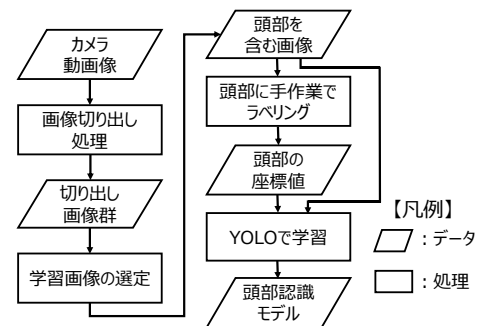 カメラ
動画像
画像切り出し
処理
切り出し
画像群
学習画像の選定
頭部を
含む画像
頭部に手作業で
ラベリング
頭部の
座標値
YOLOで学習
頭部認識
モデル
【凡例】
：データ
：処理